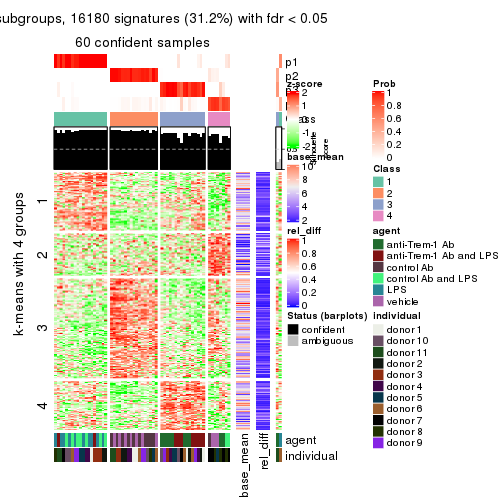 subgroups, 16180 signatures (31.2%) with fdr < 0.05
60 confident samples
p1
p2
z-score
2
1
0
-1
-2
Silhouette
score
base_mean
10
8
6
4
2
rel_diff
1
0.8
0.6
0.4
0.2
0
Status (barplots)
confident
ambiguous
Prob
1
0.8
0.6
0.4
0.2
0
Class
1
2
3
4
agent
anti-Trem-1 Ab
anti-Trem-1 Ab and LPS
control Ab
control Ab and LPS
LPS
vehicle
individual
donor 1
donor 10
donor 11
donor 2
donor 3
donor 4
donor 5
donor 6
donor 7
donor 8
donor 9
k-means with 4 groups
1
2
3
4
agent
individual
base_mean
rel_diff